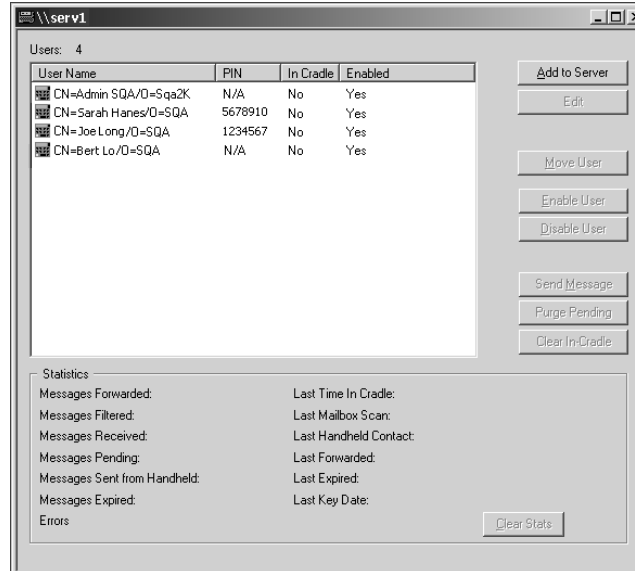 \\serv1
Users: 4
User Name PIN In Cradle Enabled
CN=Admin SQA/O=Sqa2K N/A No Yes
CN=Sarah Hanes/O=SQA 5678910 No Yes
CN=Joe Long/O=SQA 1234567 No Yes
CN=Bert Lo/O=SQA N/A No Yes
Add to Server
Edit
Move User
Enable User
Disable User
Send Message
Purge Pending
Clear In-Cradle
Statistics
Messages Forwarded: Last Time In Cradle:
Messages Filtered: Last Mailbox Scan:
Messages Received: Last Handheld Contact:
Messages Pending: Last Forwarded:
Messages Sent from Handheld: Last Expired:
Messages Expired: Last Key Date:
Errors
Clear Stats